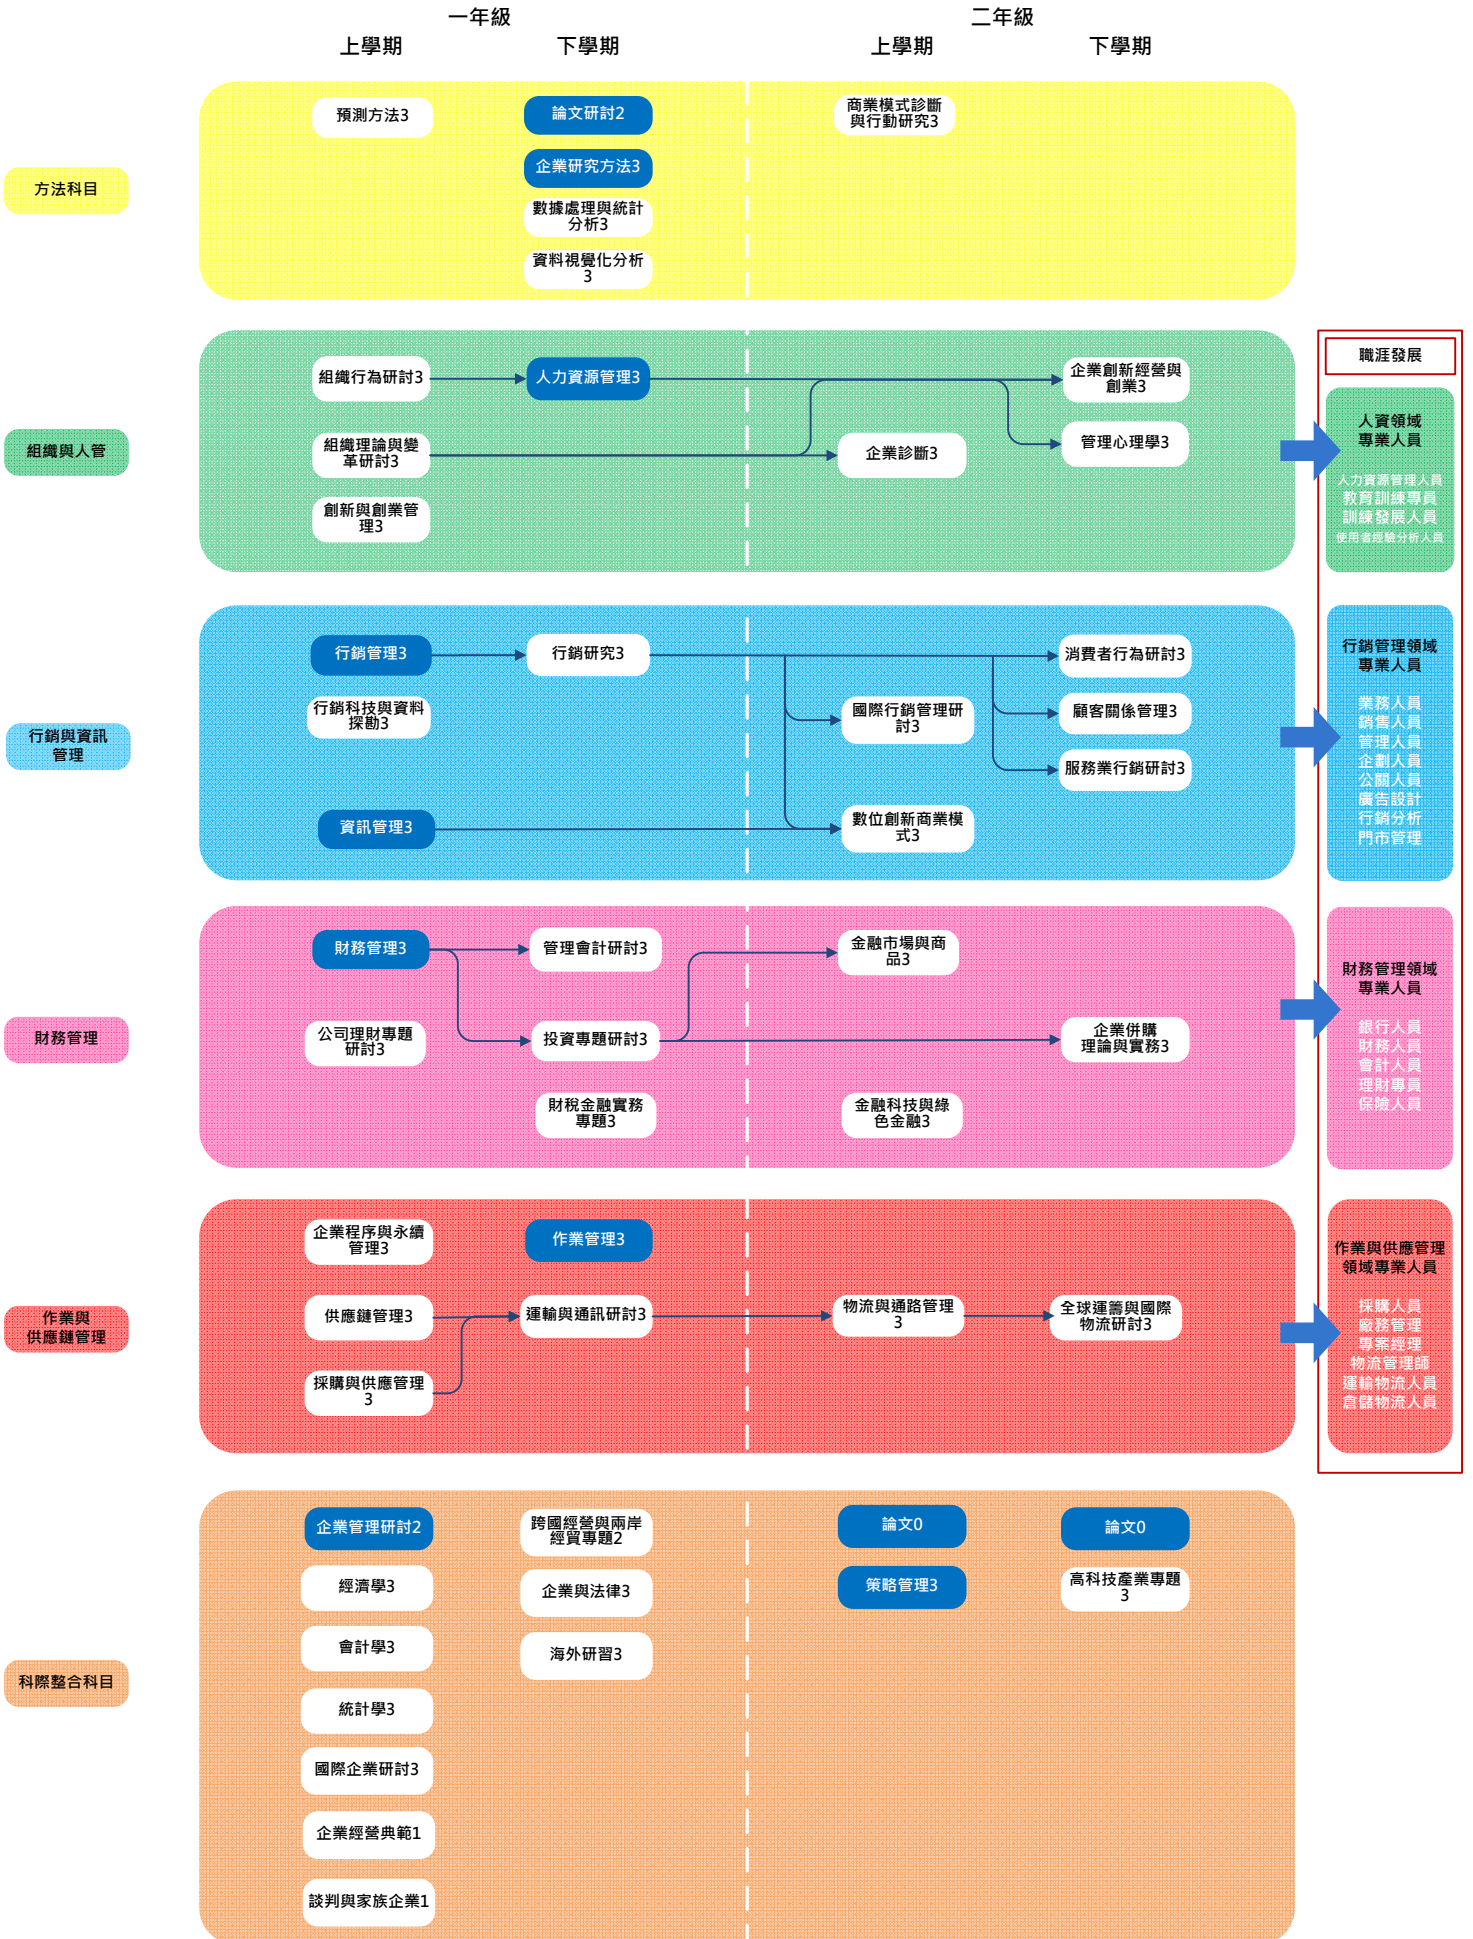 一年級
二年級
上學期
下學期
上學期
下學期
方法科目
預測方法3
論文研討2
企業研究方法3
數據處理與統計
分析3
資料視覺化分析
3
商業模式診斷
與行動研究3
組織與人管
組織行為研討3
組織理論與變
革研討3
創新與創業管
理3
人力資源管理3
企業診斷3
企業創新經營與
創業3
管理心理學3
職涯發展
人資領域
專業人員
人力資源管理人員
教育訓練專員
訓練發展人員
使用者經驗分析人員
行銷與資訊
管理
行銷管理3
行銷科技與資料
探勘3
資訊管理3
行銷研究3
國際行銷管理研
討3
數位創新商業模
式3
消費者行為研討3
顧客關係管理3
服務業行銷研討3
行銷管理領域
專業人員
業務人員
銷售人員
管理人員
企劃人員
公關人員
廣告設計
行銷分析
門市管理
財務管理
財務管理3
公司理財專題
研討3
管理會計研討3
投資專題研討3
財稅金融實務
專題3
金融市場與商
品3
金融科技與綠
色金融3
企業併購
理論與實務3
財務管理領域
專業人員
銀行人員
財務人員
會計人員
理財專員
保險人員
作業與
供應鏈管理
企業程序與永續
管理3
供應鏈管理3
採購與供應管理
3
作業管理3
運輸與通訊研討3
物流與通路管理
3
全球運籌與國際
物流研討3
作業與供應管理
領域專業人員
採購人員
廠務管理
專案經理
物流管理師
運輸物流人員
倉儲物流人員
科際整合科目
企業管理研討2
經濟學3
會計學3
統計學3
國際企業研討3
企業經營典範1
談判與家族企業1
跨國經營與兩岸
經貿專題2
企業與法律3
海外研習3
論文0
策略管理3
論文0
高科技產業專題
3